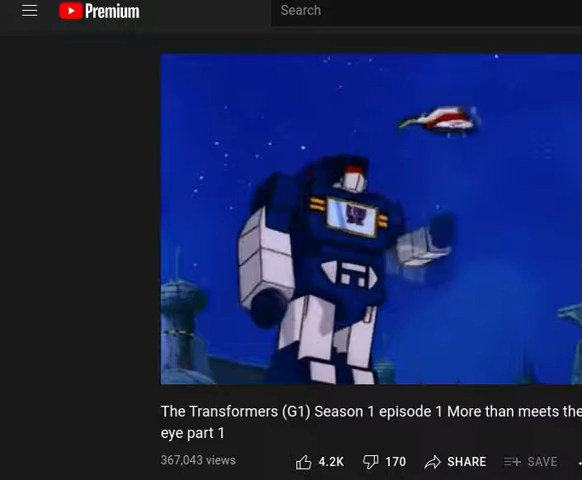 Premium
Search
The Transformers (G1) Season 1 episode 1 More than meets the
eye part 1
367,043 views
4.2K
170
SHARE
SAVE